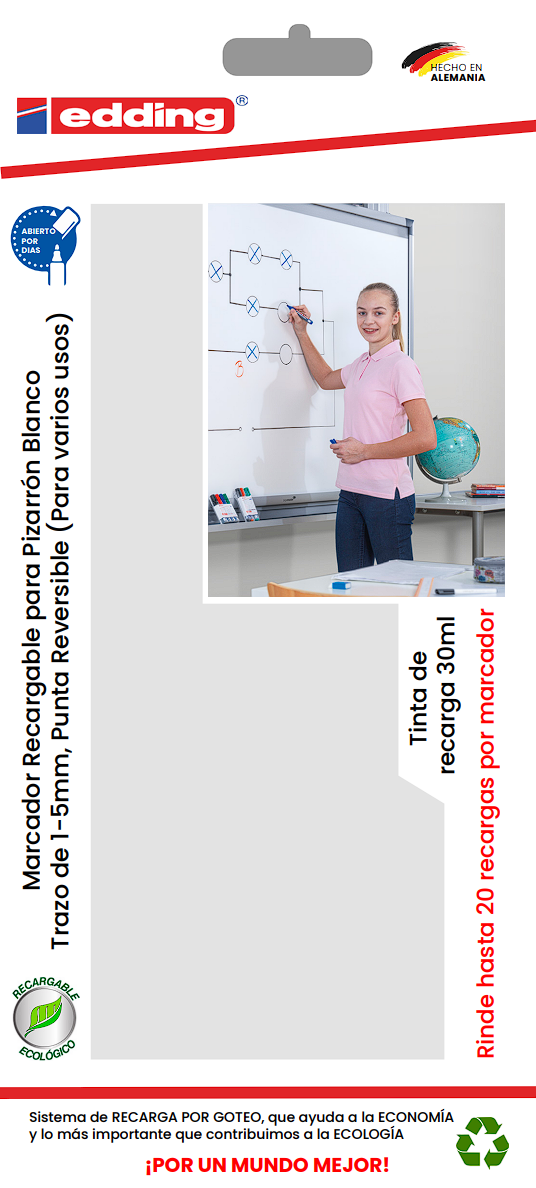 HECHO EN
ALEMANIA
edding®
ABIERTO
POR
DIAS
Marcador Recargable para Pizarrón Blanco
Trazo de 1-5mm, Punta Reversible (Para varios usos)
B
Tinta de
recarga 30ml
Rinde hasta 20 recargas por marcador
RECARGABLE
ECOLÓGICO
Sistema de RECARGA POR GOTEO, que ayuda a la ECONOMÍA
y lo más importante que contribuimos a la ECOLOGÍA
¡POR UN MUNDO MEJOR!